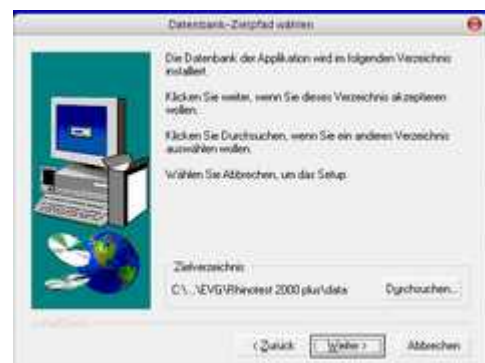 Datenbank-Zielpfad wählen
Die Datenbank der Applikation wird im folgenden Verzeichnis
installiert.
Klicken Sie weiter, wenn Sie dieses Verzeichnis akzeptieren
wollen.
Klicken Sie Durchsuchen, wenn Sie ein anderes Verzeichnis
auswählen wollen.
Wählen Sie Abbrechen, um das Setup
Zielverzeichnis
C:\...\EVG\Rhinotest 2000 plus\data
Durchsuchen...
< Zurück
Weiter >
Abbrechen